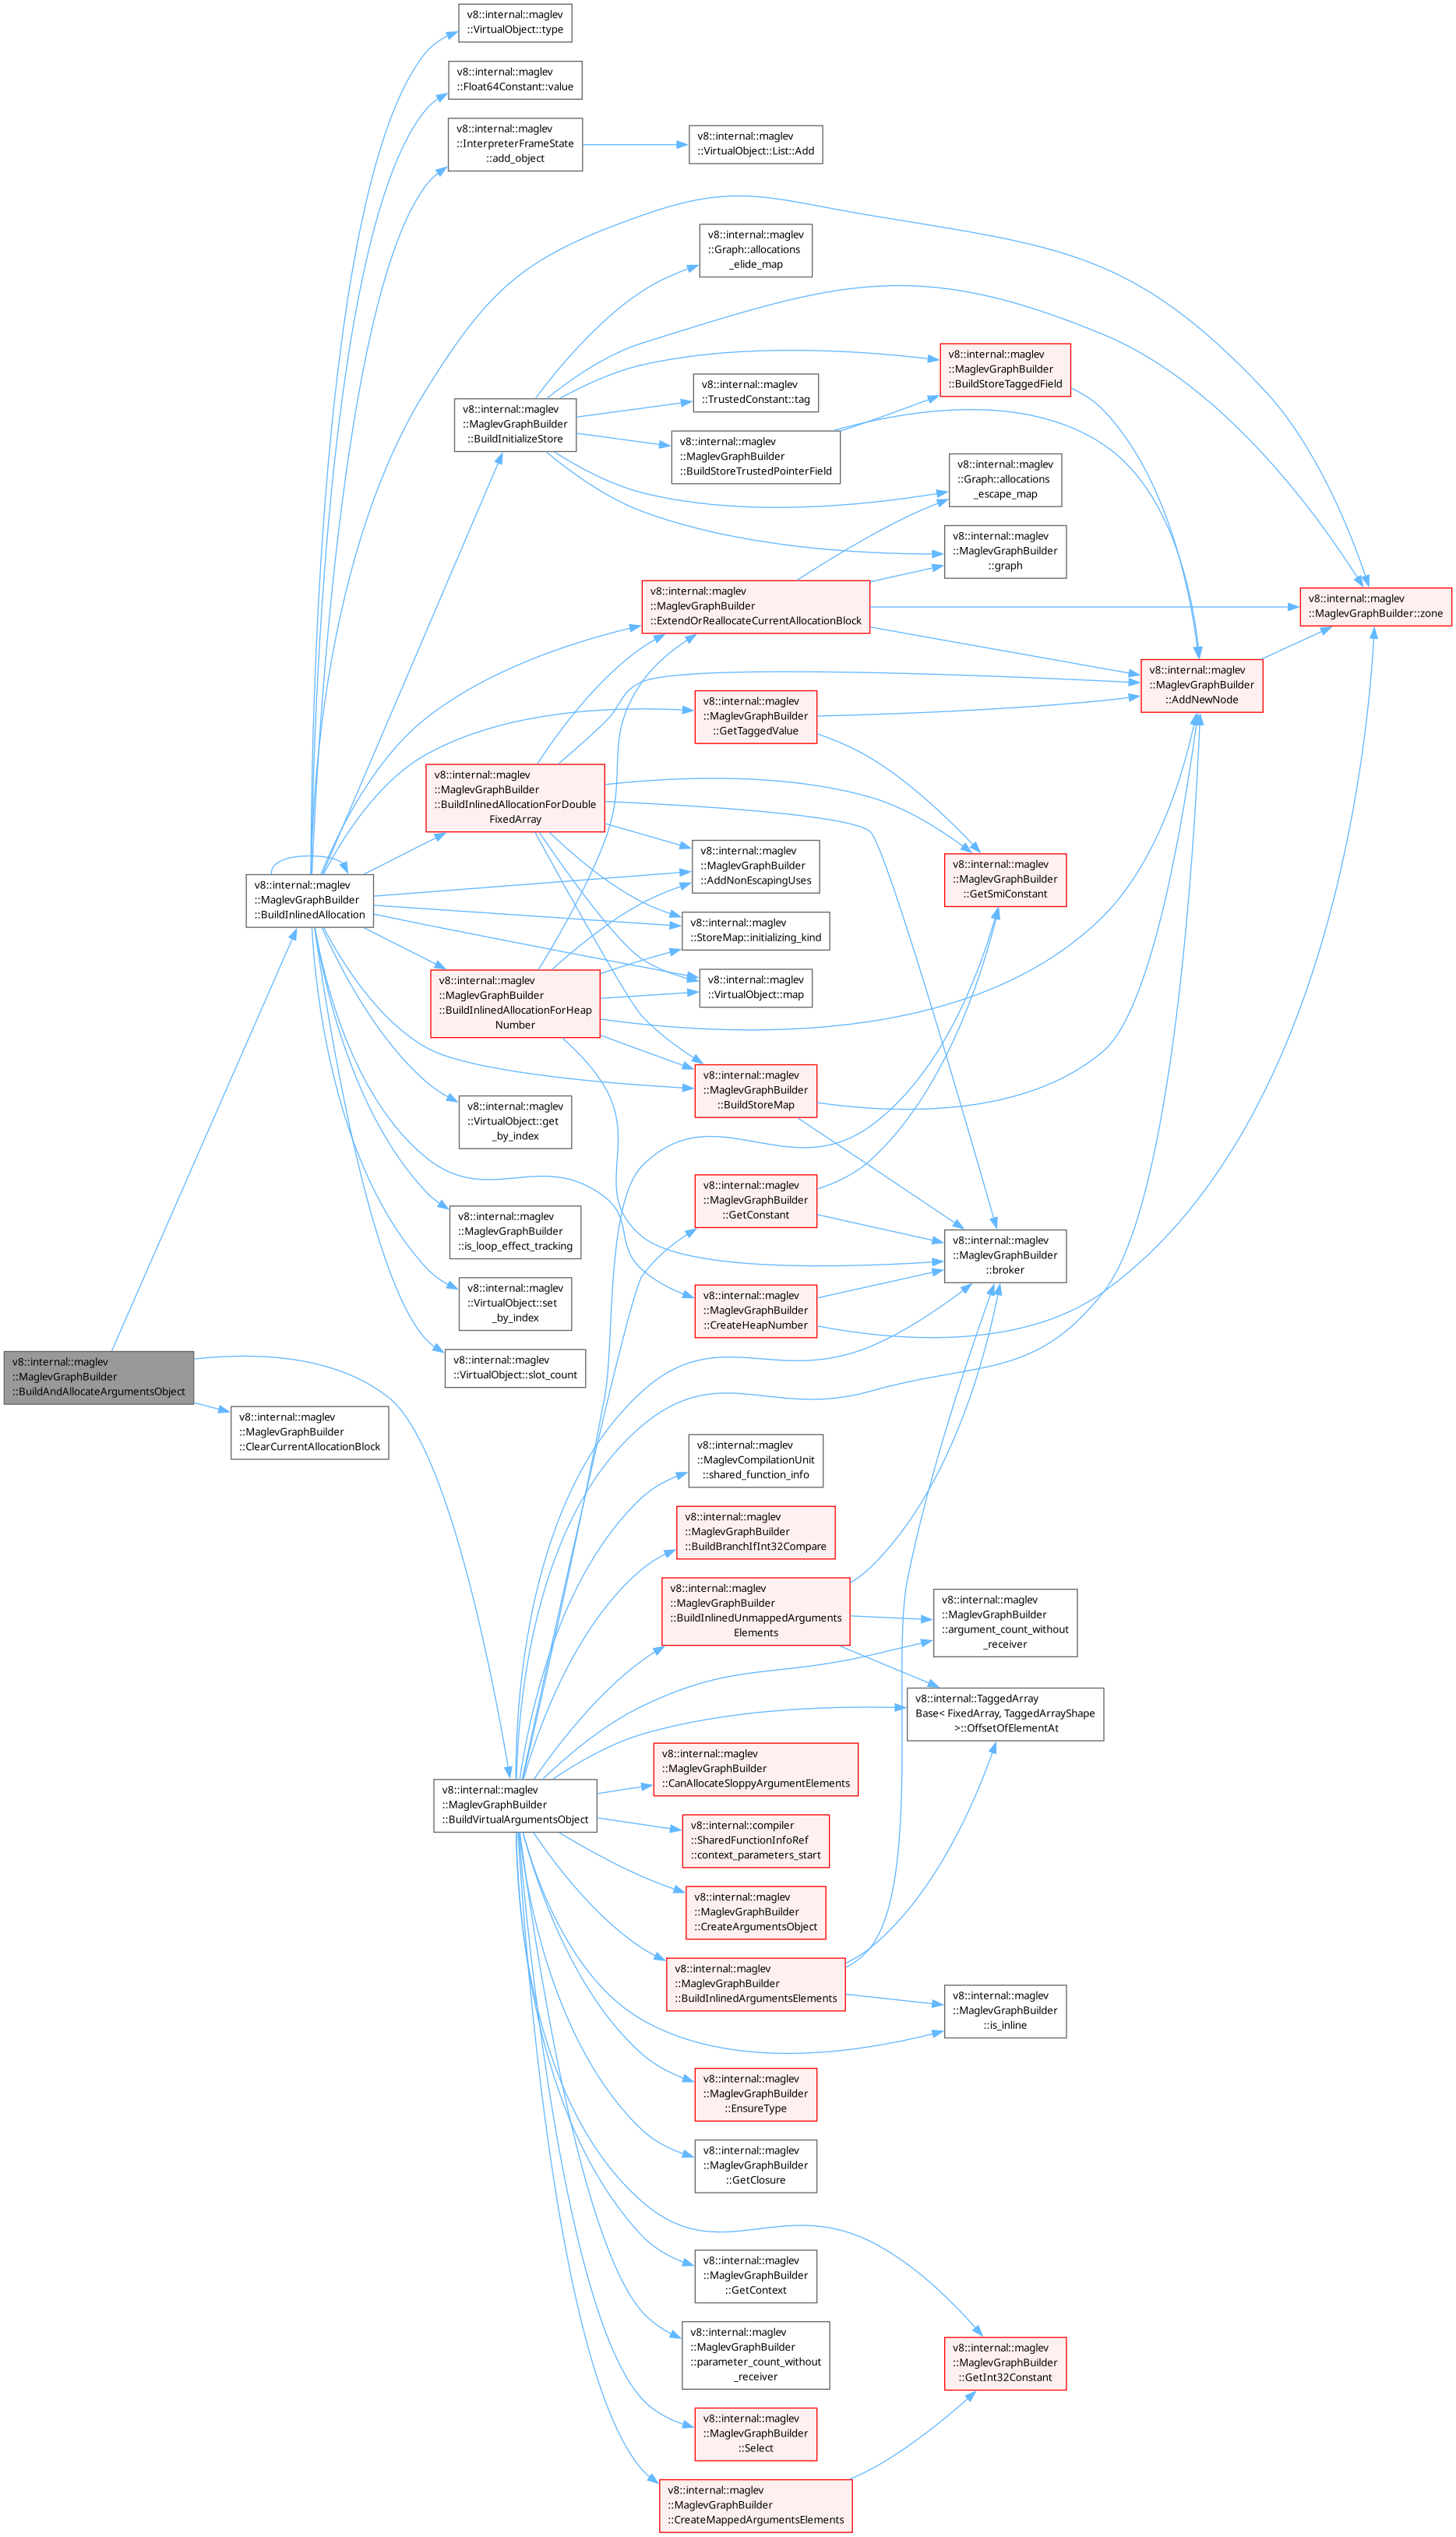 v8::internal::maglev
::VirtualObject::type
v8::internal::maglev
::Float64Constant::value
v8::internal::maglev
::InterpreterFrameState
::add_object
v8::internal::maglev
::VirtualObject::List::Add
v8::internal::maglev
::Graph::allocations
_elide_map
v8::internal::maglev
::MaglevGraphBuilder
::BuildStoreTaggedField
v8::internal::maglev
::TrustedConstant::tag
v8::internal::maglev
::MaglevGraphBuilder
::BuildInitializeStore
v8::internal::maglev
::MaglevGraphBuilder
::BuildStoreTrustedPointerField
v8::internal::maglev
::Graph::allocations
_escape_map
v8::internal::maglev
::MaglevGraphBuilder
::graph
v8::internal::maglev
::MaglevGraphBuilder
::ExtendOrReallocateCurrentAllocationBlock
v8::internal::maglev
::MaglevGraphBuilder::zone
v8::internal::maglev
::MaglevGraphBuilder
::AddNewNode
v8::internal::maglev
::MaglevGraphBuilder
::GetTaggedValue
v8::internal::maglev
::MaglevGraphBuilder
::BuildInlinedAllocationForDouble
FixedArray
v8::internal::maglev
::MaglevGraphBuilder
::AddNonEscapingUses
v8::internal::maglev
::MaglevGraphBuilder
::GetSmiConstant
v8::internal::maglev
::MaglevGraphBuilder
::BuildInlinedAllocation
v8::internal::maglev
::StoreMap::initializing_kind
v8::internal::maglev
::VirtualObject::map
v8::internal::maglev
::MaglevGraphBuilder
::BuildInlinedAllocationForHeap
Number
v8::internal::maglev
::MaglevGraphBuilder
::BuildStoreMap
v8::internal::maglev
::VirtualObject::get
_by_index
v8::internal::maglev
::MaglevGraphBuilder
::GetConstant
v8::internal::maglev
::MaglevGraphBuilder
::is_loop_effect_tracking
v8::internal::maglev
::MaglevGraphBuilder
::broker
v8::internal::maglev
::VirtualObject::set
_by_index
v8::internal::maglev
::MaglevGraphBuilder
::CreateHeapNumber
v8::internal::maglev
::VirtualObject::slot_count
v8::internal::maglev
::MaglevGraphBuilder
::BuildAndAllocateArgumentsObject
v8::internal::maglev
::MaglevGraphBuilder
::ClearCurrentAllocationBlock
v8::internal::maglev
::MaglevCompilationUnit
::shared_function_info
v8::internal::maglev
::MaglevGraphBuilder
::BuildBranchIfInt32Compare
v8::internal::maglev
::MaglevGraphBuilder
::BuildInlinedUnmappedArguments
Elements
v8::internal::maglev
::MaglevGraphBuilder
::argument_count_without
_receiver
v8::internal::TaggedArray
Base< FixedArray, TaggedArrayShape
>::OffsetOfElementAt
v8::internal::maglev
::MaglevGraphBuilder
::CanAllocateSloppyArgumentElements
v8::internal::maglev
::MaglevGraphBuilder
::BuildVirtualArgumentsObject
v8::internal::compiler
::SharedFunctionInfoRef
::context_parameters_start
v8::internal::maglev
::MaglevGraphBuilder
::CreateArgumentsObject
v8::internal::maglev
::MaglevGraphBuilder
::BuildInlinedArgumentsElements
v8::internal::maglev
::MaglevGraphBuilder
::is_inline
v8::internal::maglev
::MaglevGraphBuilder
::EnsureType
v8::internal::maglev
::MaglevGraphBuilder
::GetClosure
v8::internal::maglev
::MaglevGraphBuilder
::GetContext
v8::internal::maglev
::MaglevGraphBuilder
::parameter_count_without
_receiver
v8::internal::maglev
::MaglevGraphBuilder
::GetInt32Constant
v8::internal::maglev
::MaglevGraphBuilder
::Select
v8::internal::maglev
::MaglevGraphBuilder
::CreateMappedArgumentsElements